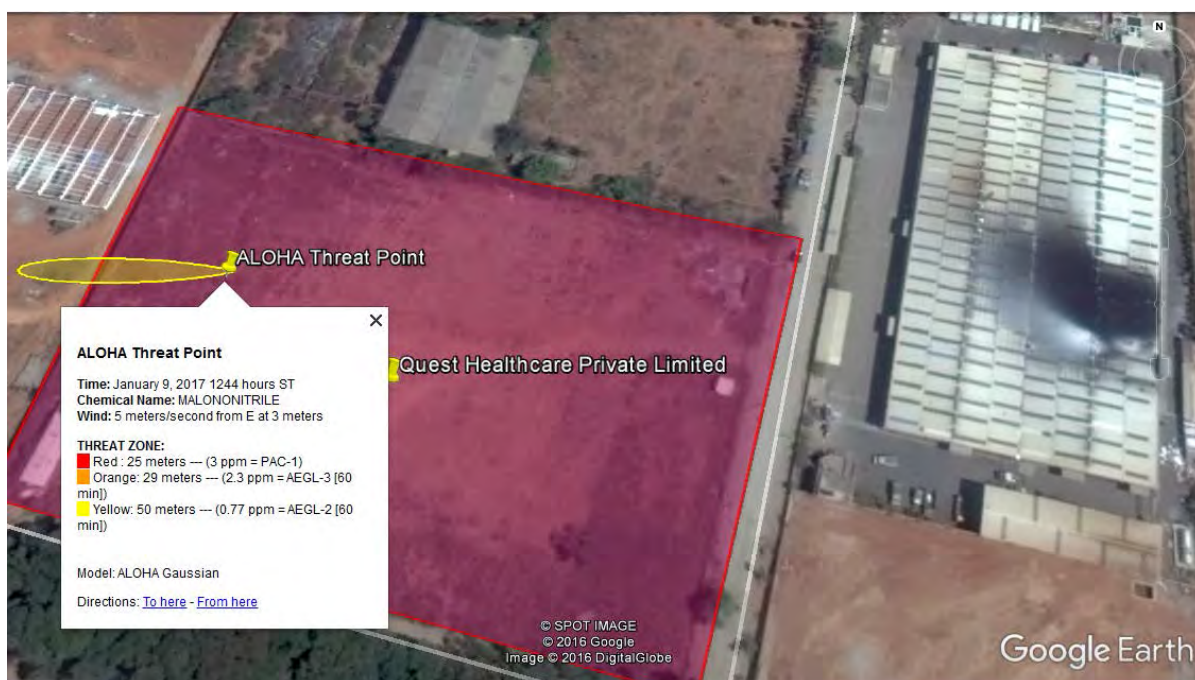 N
ALOHA Threat Point
Quest Healthcare Private Limited
ALOHA Threat Point
Time: January 9, 2017 1244 hours ST
Chemical Name: MALONONITRILE
Wind: 5 meters/second from E at 3 meters
THREAT ZONE:
Red : 25 meters --- (3 ppm = PAC-1)
Orange: 29 meters --- (2.3 ppm = AEGL-3 [60
min])
Yellow: 50 meters --- (0.77 ppm = AEGL-2 [60
min])
Model: ALOHA Gaussian
Directions: To here - From here
© SPOT IMAGE
© 2016 Google
Image © 2016 DigitalGlobe
Google Earth